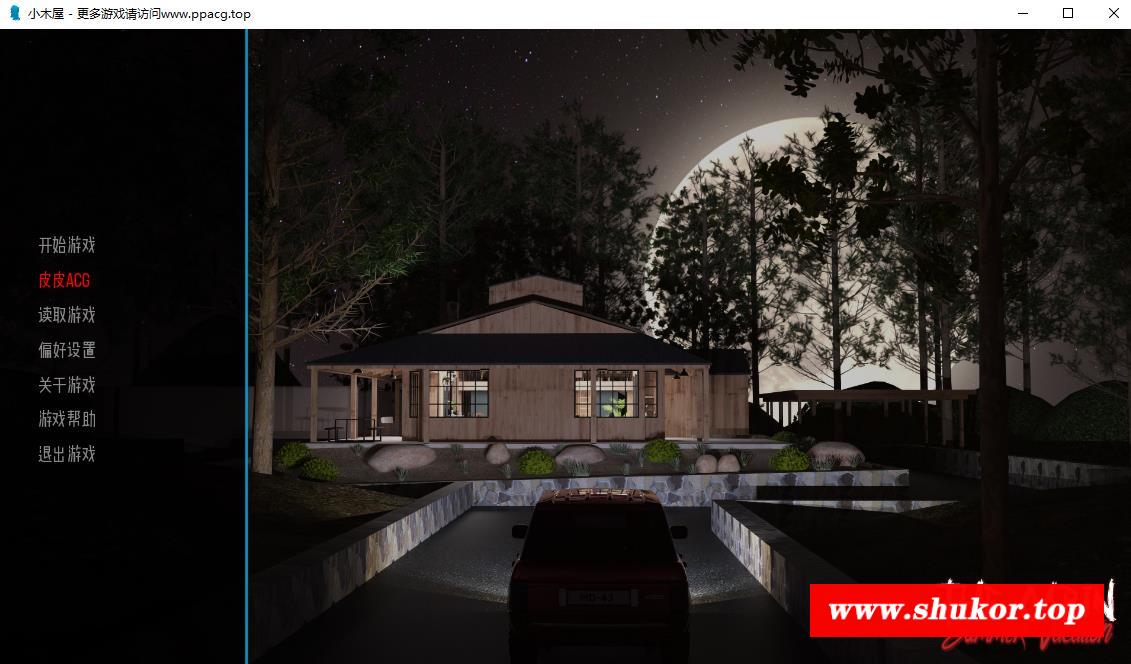 小木屋 - 更多游戏请访问www.ppacg.top
开始游戏
皮皮ACG
读取游戏
偏好设置
关于游戏
游戏帮助
退出游戏
MD-43
www.shukor.top
Summer Vacation